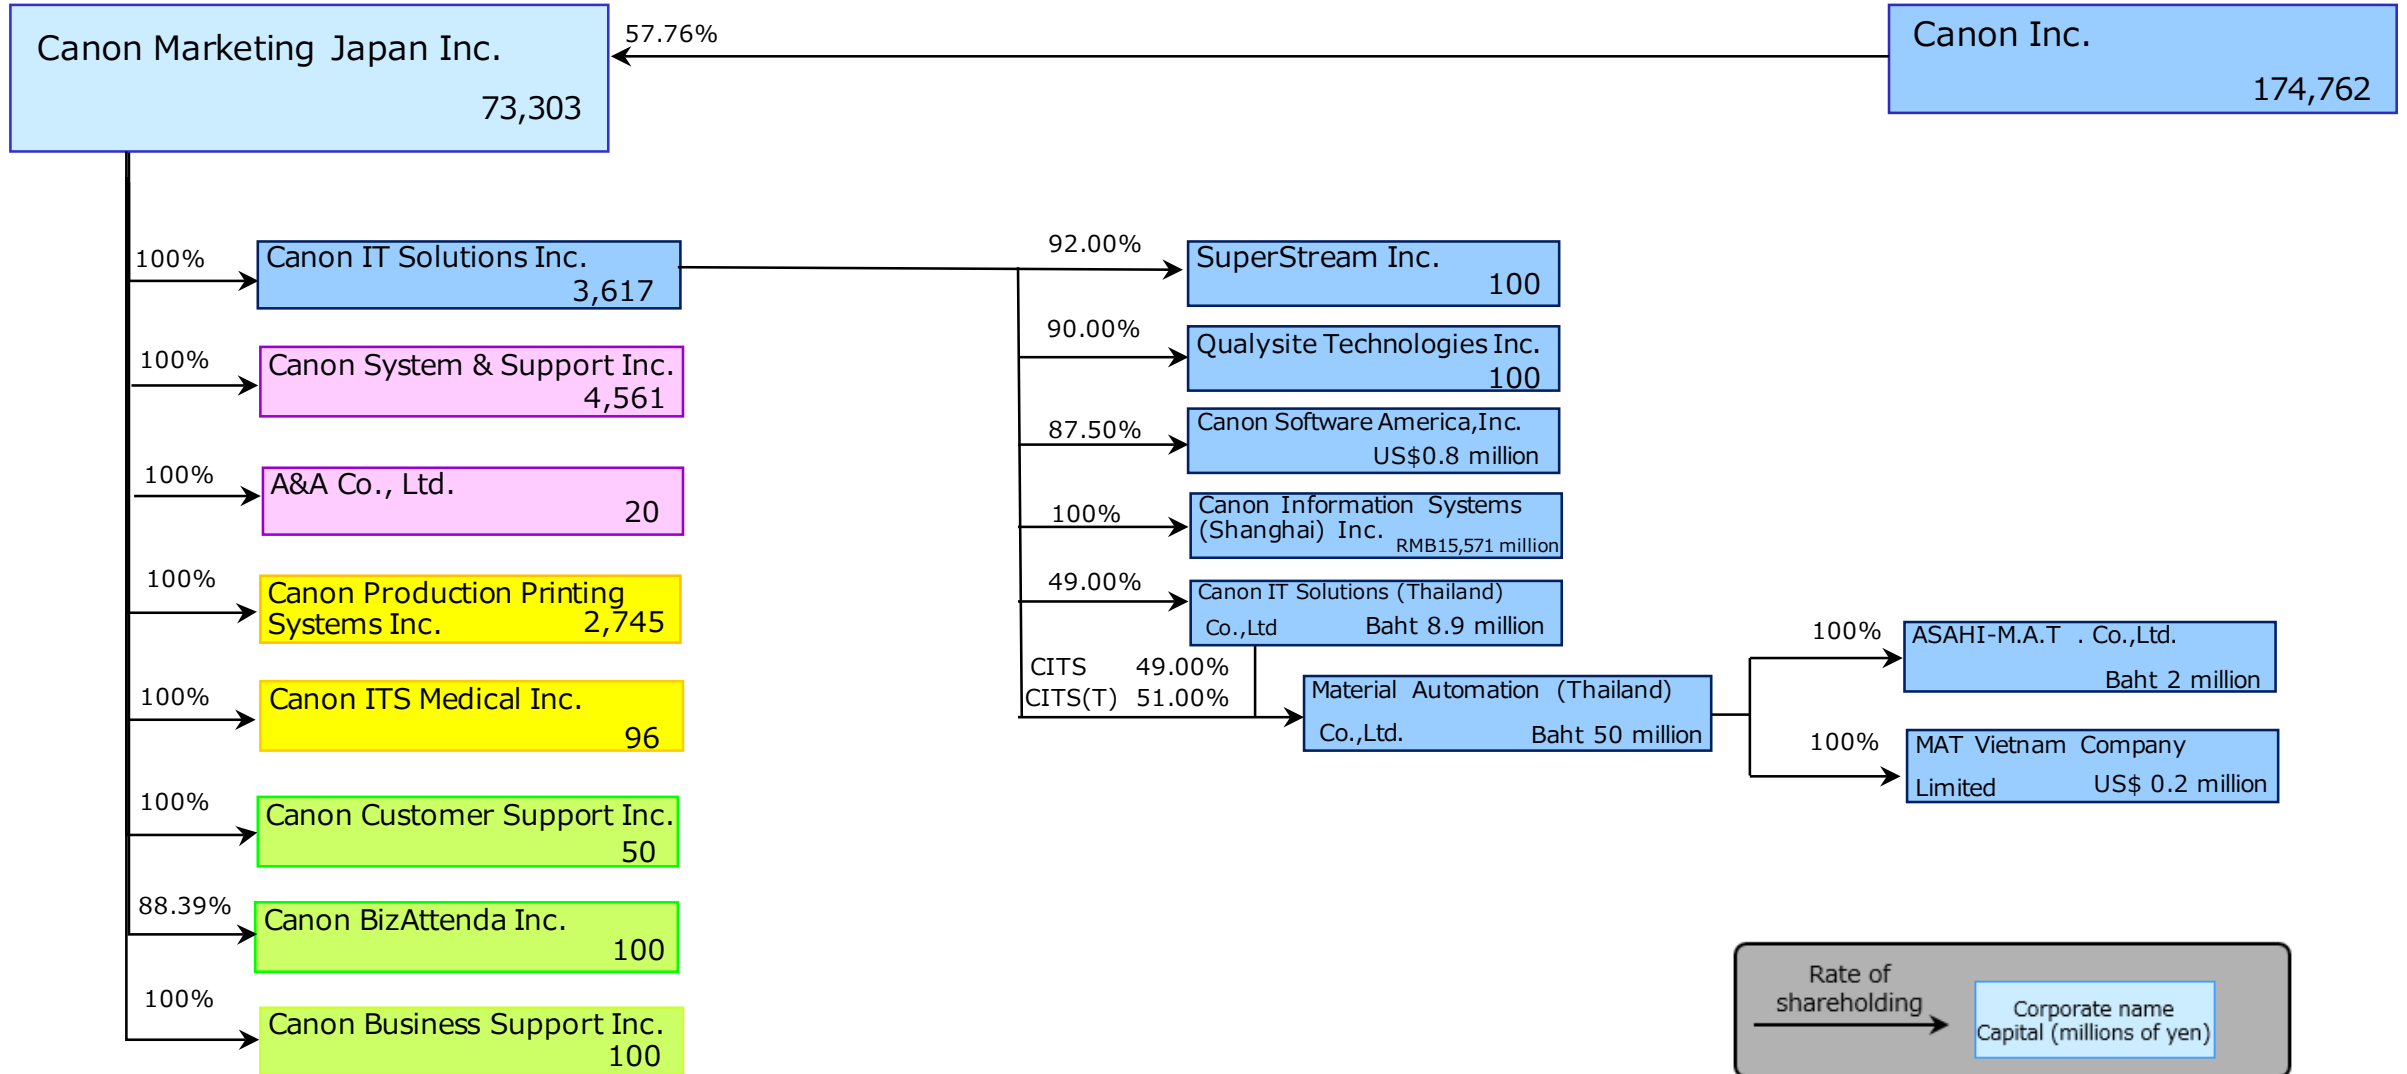 Canon Marketing Japan Inc.
73,303
57.76%
Canon Inc.
174,762
100%
Canon IT Solutions Inc.
3,617
100%
Canon System & Support Inc.
4,561
100%
A&A Co., Ltd.
20
100%
Canon Production Printing
Systems Inc. 2,745
100%
Canon ITS Medical Inc.
96
100%
Canon Customer Support Inc.
50
88.39%
Canon BizAttenda Inc.
100
100%
Canon Business Support Inc.
100
92.00%
SuperStream Inc.
100
90.00%
Qualysite Technologies Inc.
100
87.50%
Canon Software America,Inc.
US$0.8 million
100%
Canon Information Systems
(Shanghai) Inc. RMB15,571 million
49.00%
Canon IT Solutions (Thailand)
Co.,Ltd Baht 8.9 million
CITS 49.00%
CITS(T) 51.00%
Material Automation (Thailand)
Co.,Ltd. Baht 50 million
100%
ASAHI-M.A.T . Co.,Ltd.
Baht 2 million
100%
MAT Vietnam Company
Limited US$ 0.2 million
Rate of
shareholding
Corporate name
Capital (millions of yen)